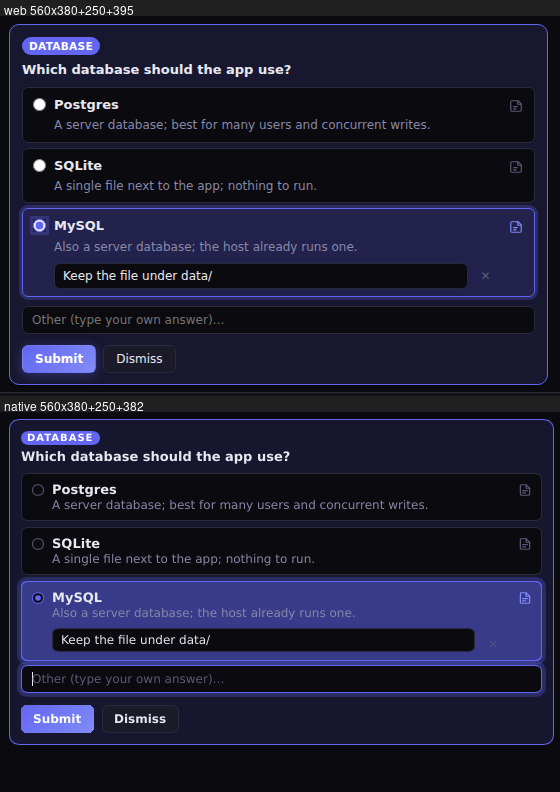 web 560x380+250+395
DATABASE
Which database should the app use?
Postgres
A server database; best for many users and concurrent writes.
SQLite
A single file next to the app; nothing to run.
MySQL
Also a server database; the host already runs one.
Keep the file under data/ ×
Other (type your own answer)...
Submit Dismiss
native 560x380+250+382
DATABASE
Which database should the app use?
Postgres
A server database; best for many users and concurrent writes.
SQLite
A single file next to the app; nothing to run.
MySQL
Also a server database; the host already runs one.
Keep the file under data/ ×
Other (type your own answer)...
Submit Dismiss